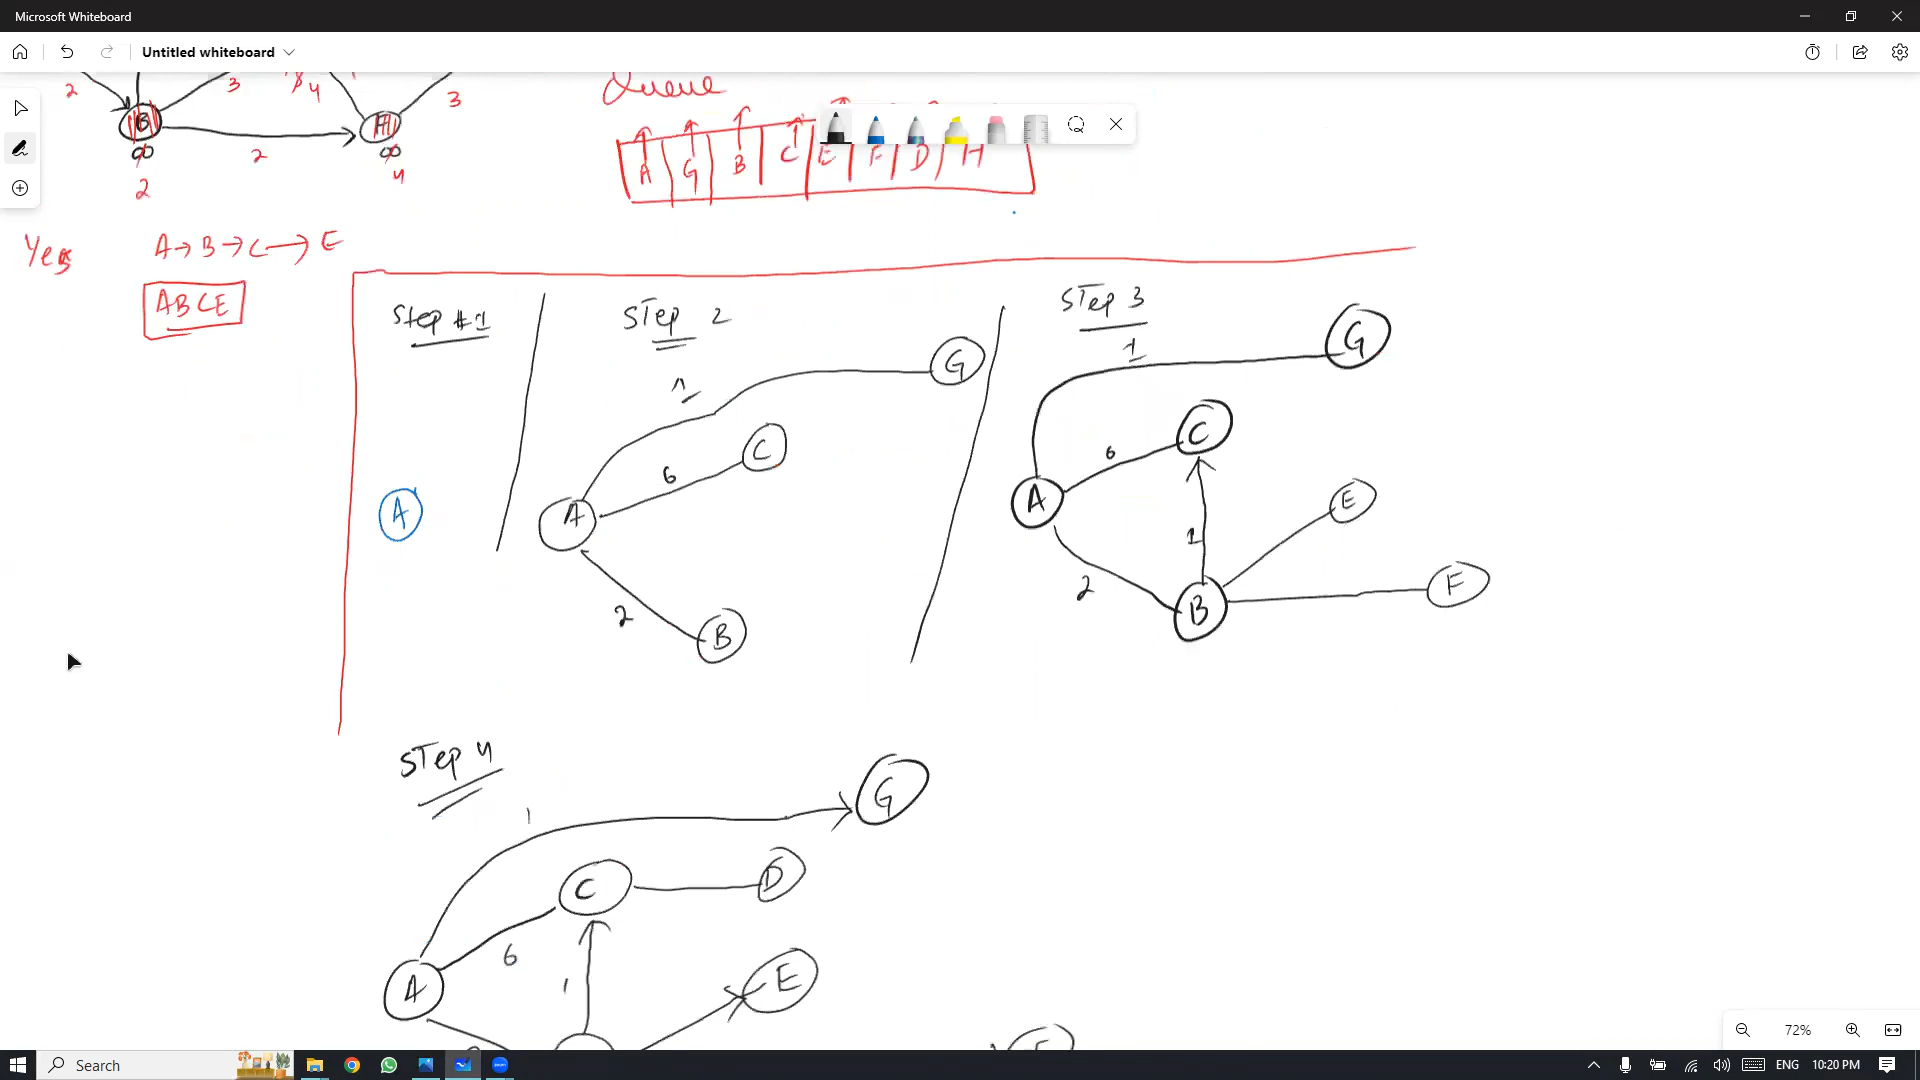 Microsoft Whiteboard
Untitled whiteboard
2
3
4
3
B
∞
2
2
H
∞
4
Queue
A G B C E F D H
Yes
A→B→C→E
ABCE
Step #1
A
Step 2
1
G
C
6
A
2
B
Step 3
1
G
C
6
A
E
1
2
B
F
Step 4
1
G
C
D
6
A
1
E
72%
Search
ENG
10:20 PM